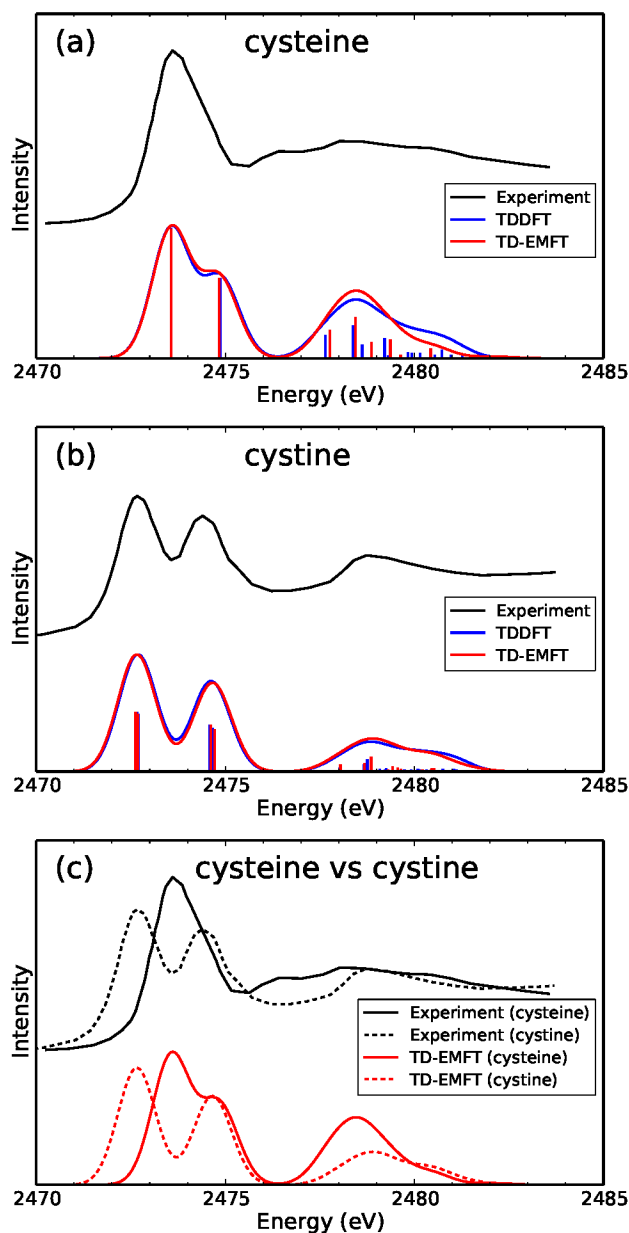 (a) cysteine
Intensity
Experiment
TDDFT
TD-EMFT
2470 2475 2480 2485
Energy (eV)
(b) cystine
Intensity
Experiment
TDDFT
TD-EMFT
2470 2475 2480 2485
Energy (eV)
(c) cysteine vs cystine
Intensity
Experiment (cysteine)
Experiment (cystine)
TD-EMFT (cysteine)
TD-EMFT (cystine)
2470 2475 2480 2485
Energy (eV)